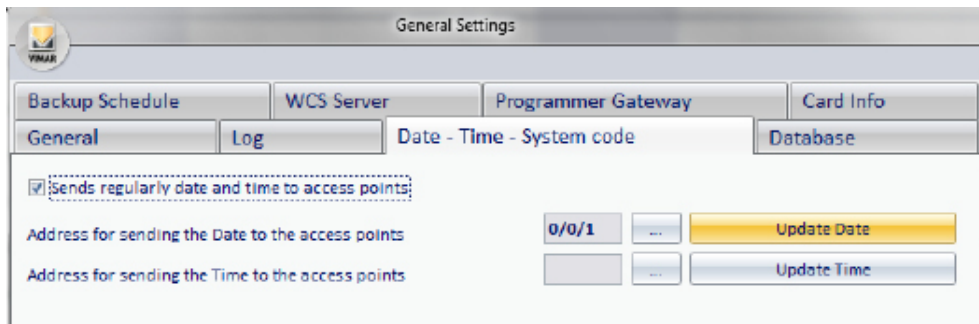 General Settings
VIMAR
Backup Schedule WCS Server Programmer Gateway Card Info
General Log Date - Time - System code Database
Sends regularly date and time to access points
Address for sending the Date to the access points 0/0/1 ... Update Date
Address for sending the Time to the access points ... Update Time